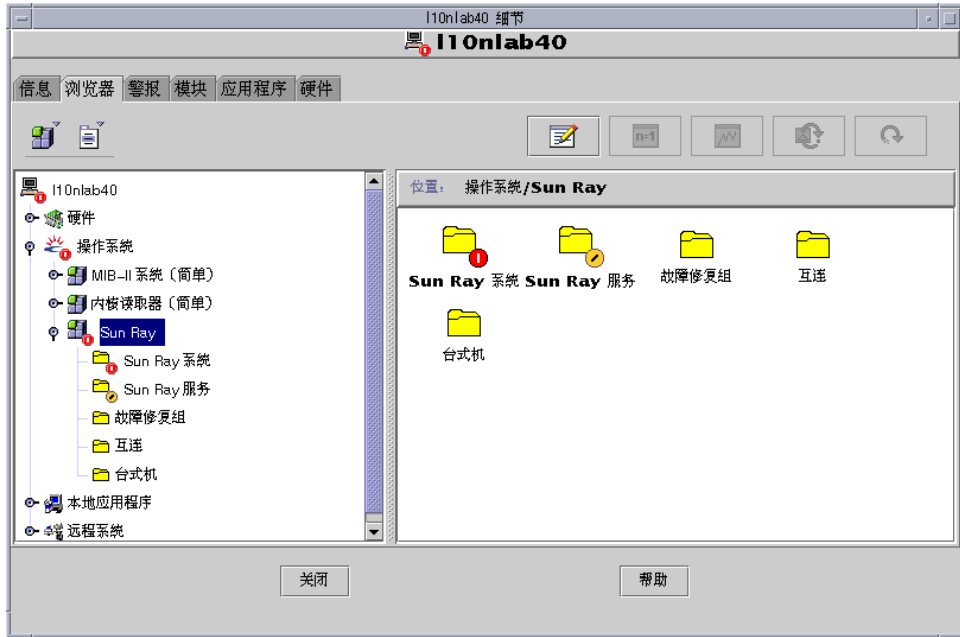 l10nlab40 细节
l10nlab40
信息 浏览器 警报 模块 应用程序 硬件
n=1
l10nlab40
硬件
操作系统
MIB-II 系统（简单）
内核读取器（简单）
Sun Ray
Sun Ray 系统
Sun Ray 服务
故障修复组
互连
台式机
本地应用程序
远程系统
位置： 操作系统/Sun Ray
Sun Ray 系统 Sun Ray 服务 故障修复组 互连
台式机
关闭 帮助